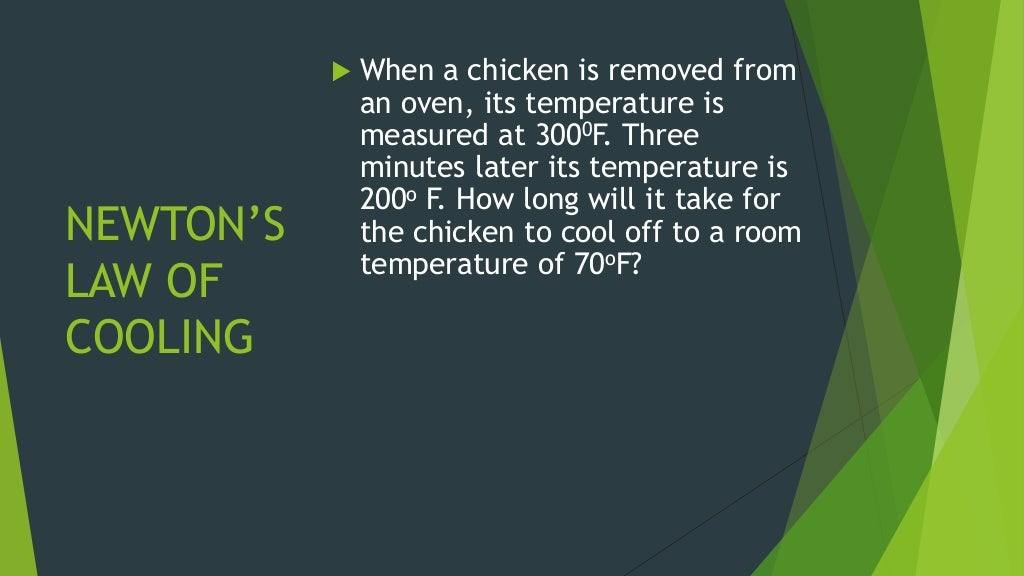 NEWTON’S
LAW OF
COOLING
When a chicken is removed from
an oven, its temperature is
measured at 300⁰F. Three
minutes later its temperature is
200ᵒ F. How long will it take for
the chicken to cool off to a room
temperature of 70ᵒF?